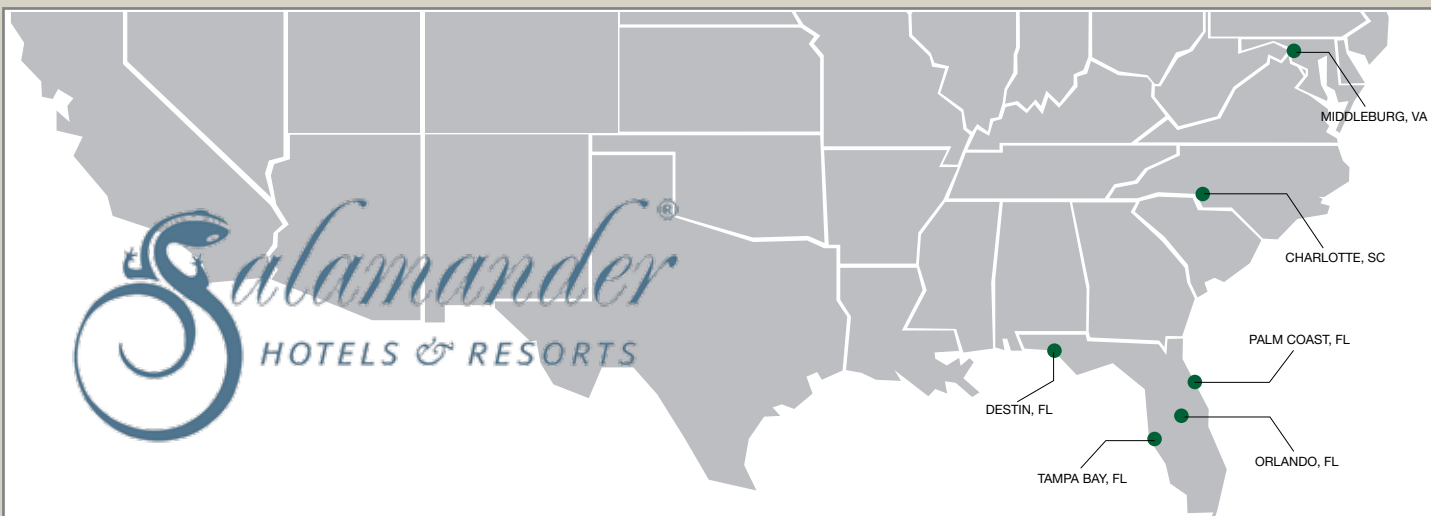 MIDDLEBURG, VA
Salamander®
CHARLOTTE, SC
HOTELS & RESORTS
PALM COAST, FL
DESTIN, FL
ORLANDO, FL
TAMPA BAY, FL